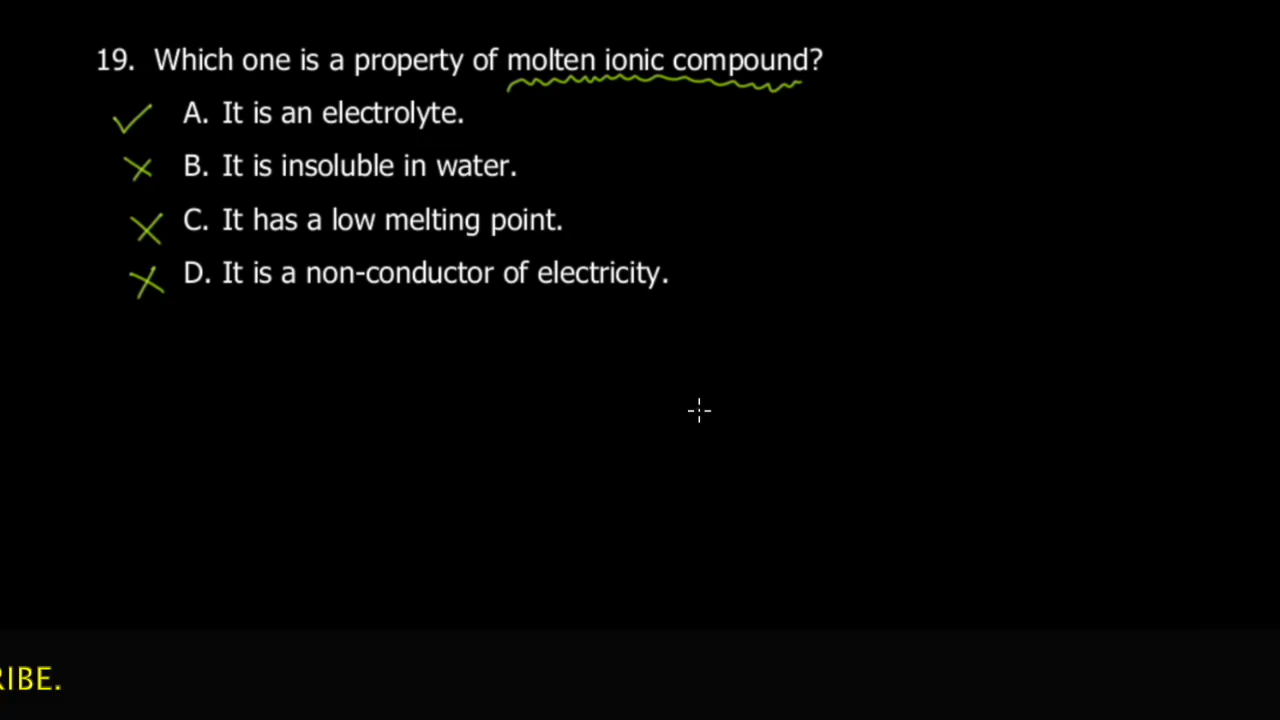 19. Which one is a property of molten ionic compound?
A. It is an electrolyte.
B. It is insoluble in water.
C. It has a low melting point.
D. It is a non-conductor of electricity.
RIBE.